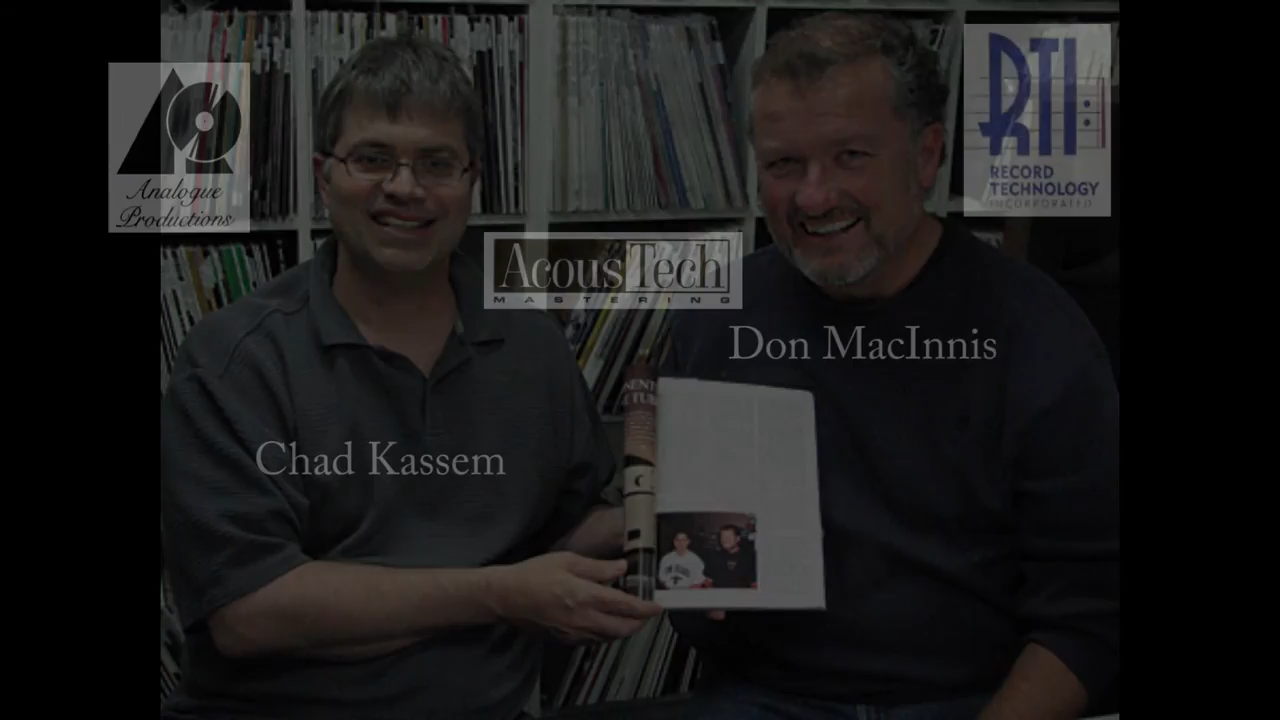 Analogue
Productions
RTI
RECORD
TECHNOLOGY
INCORPORATED
AcousTech
MASTERING
Don MacInnis
Chad Kassem